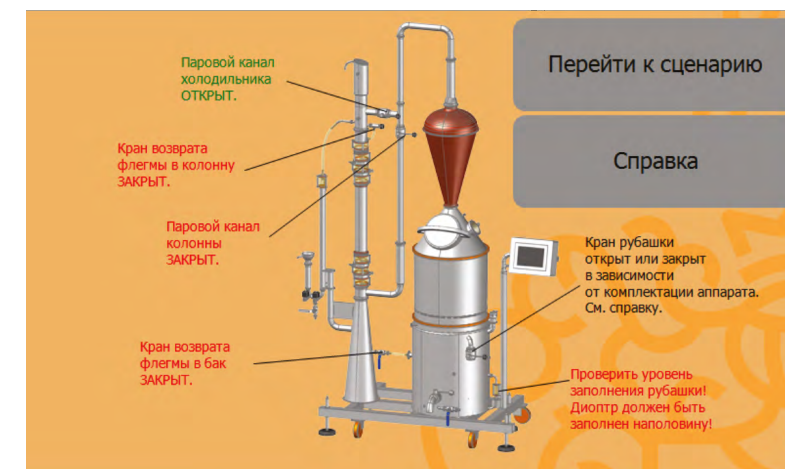 Паровой канал
холодильника
ОТКРЫТ.
Перейти к сценарию
Кран возврата
флегмы в колонну
ЗАКРЫТ.
Справка
Паровой канал
колонны
ЗАКРЫТ.
Кран рубашки
открыт или закрыт
в зависимости
от комплектации аппарата.
См. справку.
Кран возврата
флегмы в бак
ЗАКРЫТ.
Проверить уровень
заполнения рубашки!
Диоптр должен быть
заполнен наполовину!